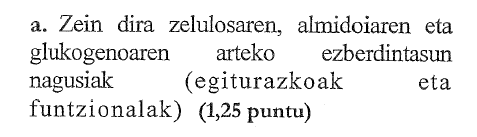 a. Zein dira zelulosaren, almidoiaren eta
glukogenoaren arteko ezberdintasun
nagusiak (egiturazkoak eta
funtzionalak) (1,25 puntu)